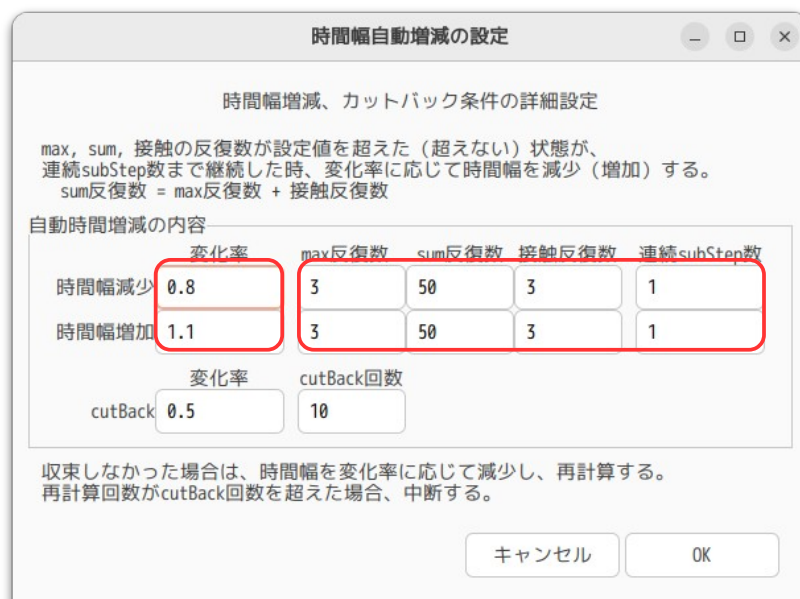 時間幅自動増減の設定
時間幅増減、カットバック条件の詳細設定
max, sum, 接触の反復数が設定値を超えた（超えない）状態が、
連続subStep数まで継続した時、変化率に応じて時間幅を減少（増加）する。
sum反復数 = max反復数 + 接触反復数
自動時間増減の内容
変化率 max反復数 sum反復数 接触反復数 連続subStep数
時間幅減少 0.8 3 50 3 1
時間幅増加 1.1 3 50 3 1
変化率 cutBack回数
cutBack 0.5 10
収束しなかった場合は、時間幅を変化率に応じて減少し、再計算する。
再計算回数がcutBack回数を超えた場合、中断する。
キャンセル OK